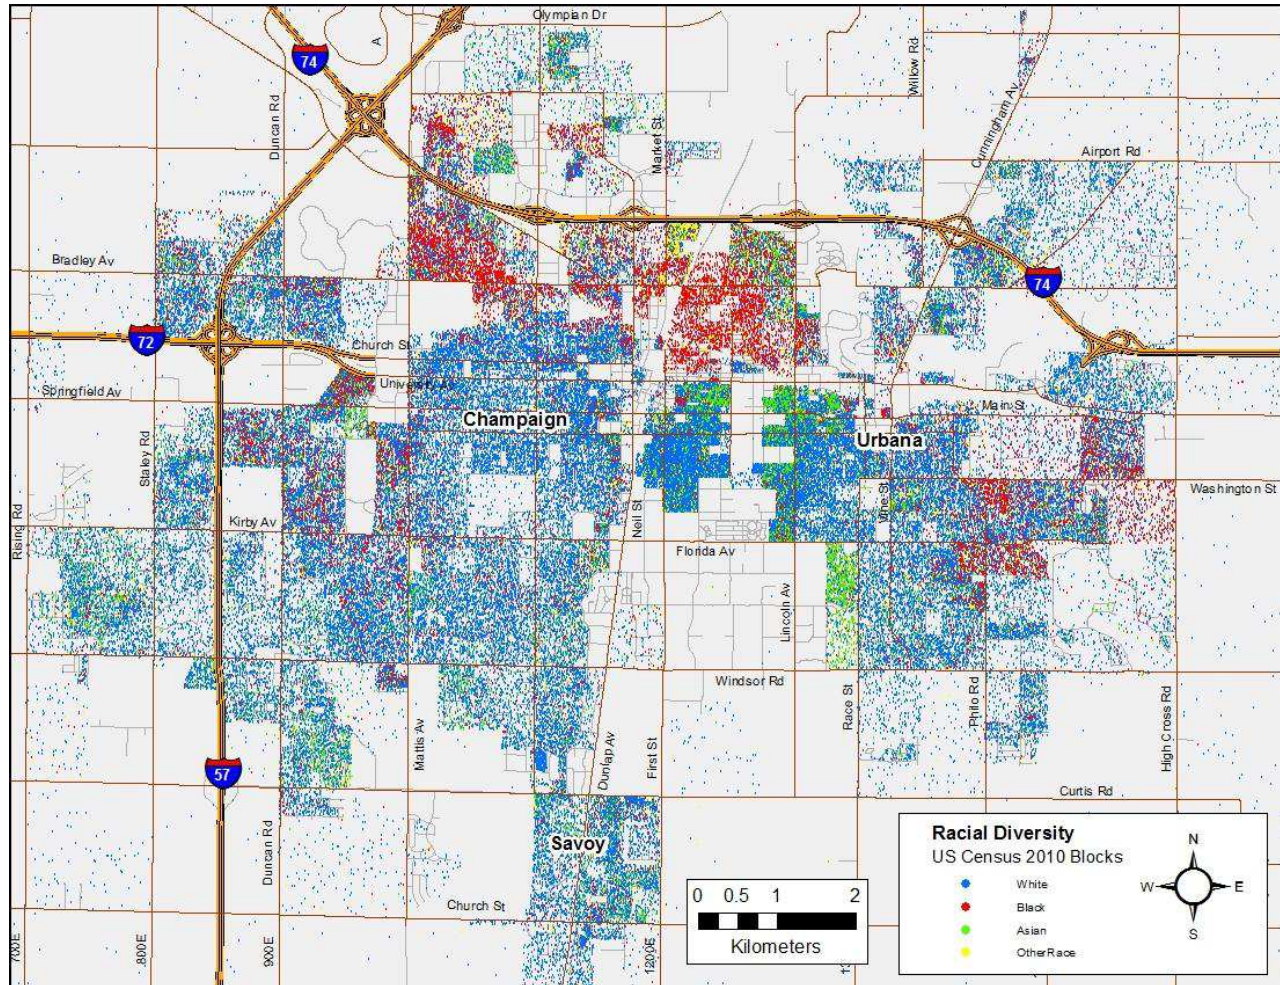 Olympian Dr
74
A
Duncan Rd
Market St
Willow Rd
Cunningham Av
Airport Rd
Bradley Av
74
72
Church St
University Av
Springfield Av
Main St
Champaign
Urbana
Staley Rd
Washington St
Rising Rd
Kirby Av
Neil St
Vine St
Florida Av
Lincoln Av
Windsor Rd
Mattis Av
Dunlap Av
First St
Race St
Philo Rd
High Cross Rd
57
Curtis Rd
Duncan Rd
Savoy
Church St
700E
800E
900E
1200E
0 0.5 1 2
Kilometers
Racial Diversity
US Census 2010 Blocks
White
Black
Asian
OtherRace
N
W
E
S